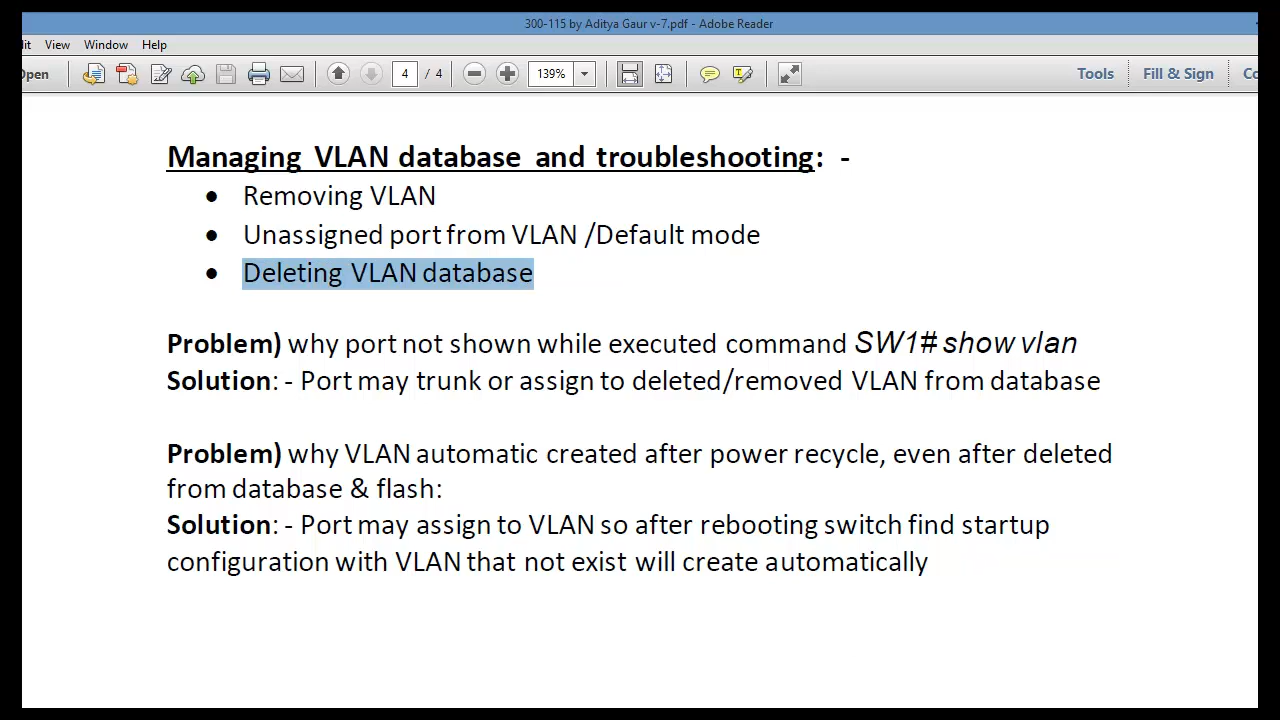 300-115 by Aditya Gaur v-7.pdf - Adobe Reader
it View Window Help
Open 4 / 4 139% Tools Fill & Sign Co
Managing VLAN database and troubleshooting: -
• Removing VLAN
• Unassigned port from VLAN /Default mode
• Deleting VLAN database
Problem) why port not shown while executed command SW1# show vlan
Solution: - Port may trunk or assign to deleted/removed VLAN from database
Problem) why VLAN automatic created after power recycle, even after deleted
from database & flash:
Solution: - Port may assign to VLAN so after rebooting switch find startup
configuration with VLAN that not exist will create automatically